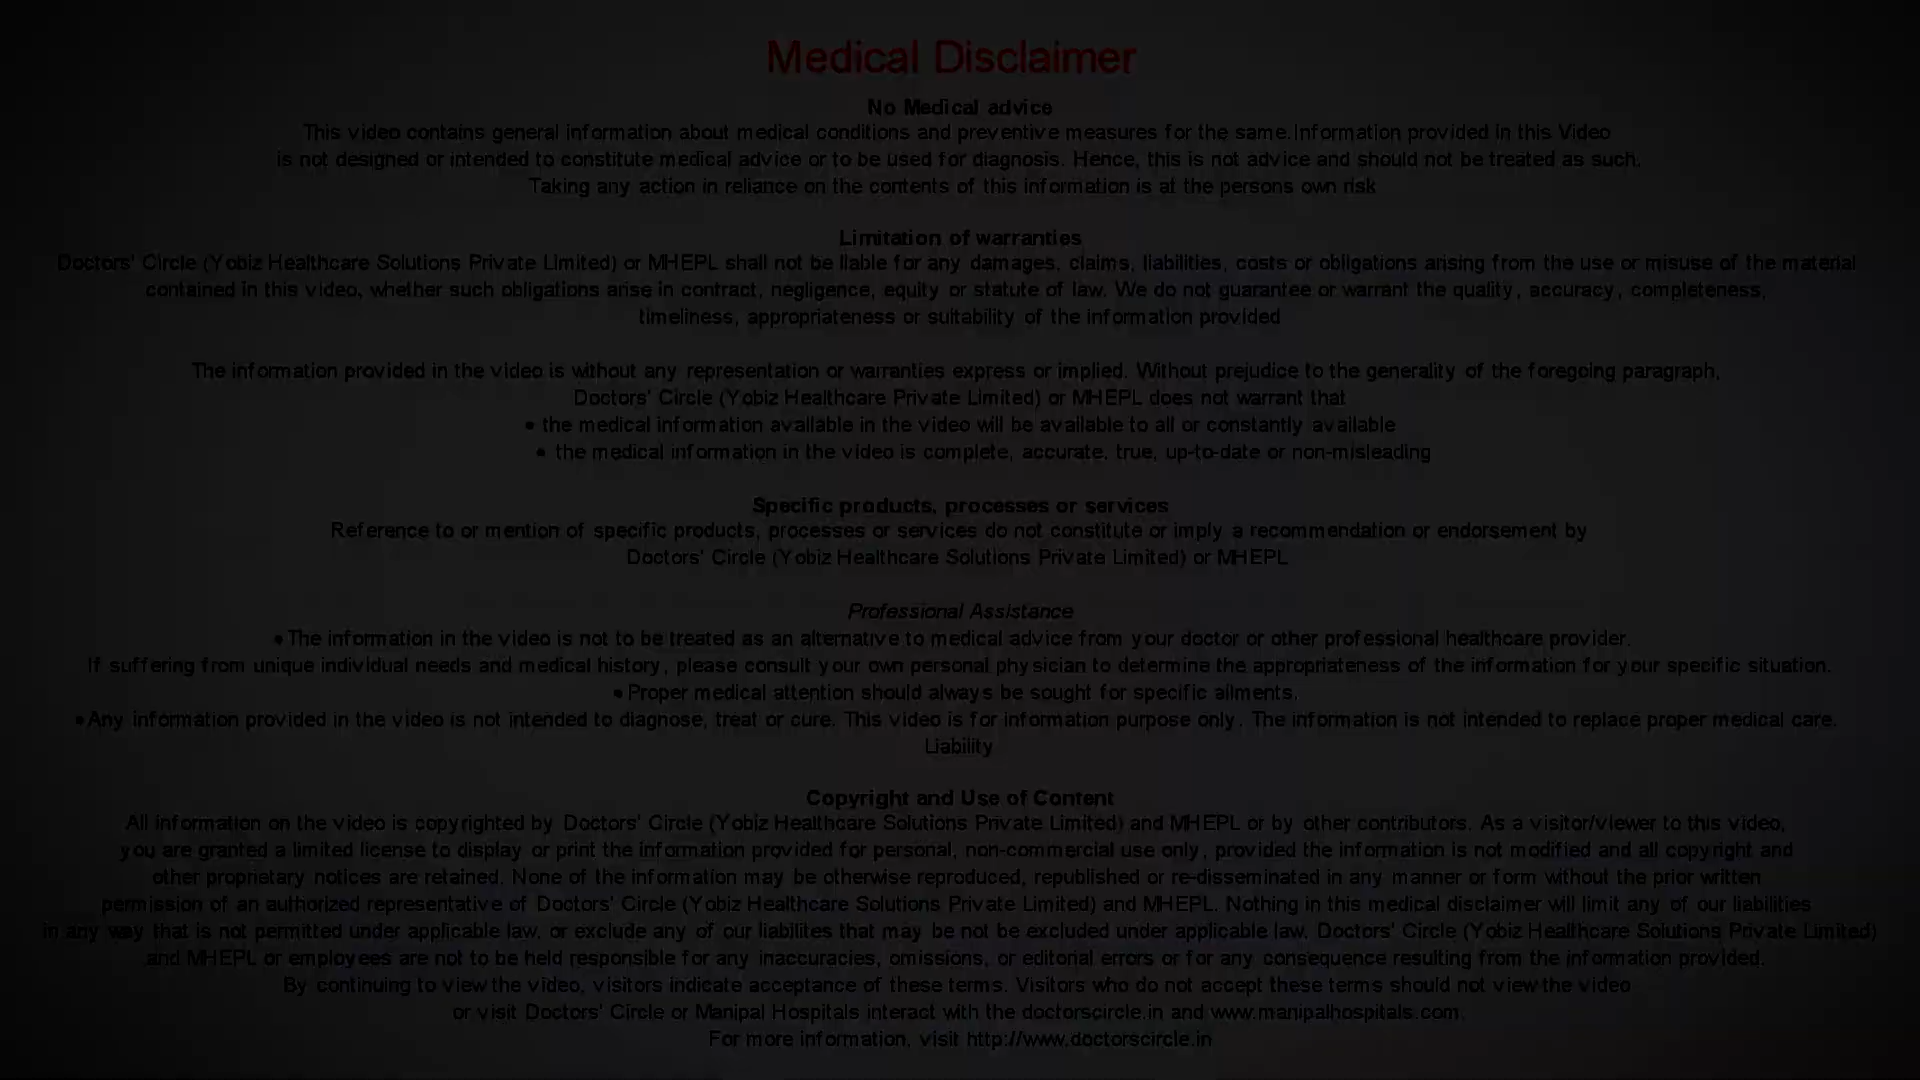 Medical Disclaimer
No Medical advice
This video contains general information about medical conditions and preventive measures for the same.Information provided in this Video
is not designed or intended to constitute medical advice or to be used for diagnosis. Hence, this is not advice and should not be treated as such.
Taking any action in reliance on the contents of this information is at the persons own risk
Limitation of warranties
Doctors' Circle (Yobiz Healthcare Solutions Private Limited) or MHEPL shall not be liable for any damages, claims, liabilities, costs or obligations arising from the use or misuse of the material
contained in this video, whether such obligations arise in contract, negligence, equity or statute of law. We do not guarantee or warrant the quality, accuracy, completeness,
timeliness, appropriateness or suitability of the information provided
The information provided in the video is without any representation or warranties express or implied. Without prejudice to the generality of the foregoing paragraph,
Doctors' Circle (Yobiz Healthcare Private Limited) or MHEPL does not warrant that
• the medical information available in the video will be available to all or constantly available
• the medical information in the video is complete, accurate, true, up-to-date or non-misleading
Specific products, processes or services
Reference to or mention of specific products, processes or services do not constitute or imply a recommendation or endorsement by
Doctors' Circle (Yobiz Healthcare Solutions Private Limited) or MHEPL
Professional Assistance
•The information in the video is not to be treated as an alternative to medical advice from your doctor or other professional healthcare provider.
If suffering from unique individual needs and medical history, please consult your own personal physician to determine the appropriateness of the information for your specific situation.
•Proper medical attention should always be sought for specific ailments.
•Any information provided in the video is not intended to diagnose, treat or cure. This video is for information purpose only. The information is not intended to replace proper medical care.
Liability
Copyright and Use of Content
All information on the video is copyrighted by Doctors' Circle (Yobiz Healthcare Solutions Private Limited) and MHEPL or by other contributors. As a visitor/viewer to this video,
you are granted a limited license to display or print the information provided for personal, non-commercial use only, provided the information is not modified and all copyright and
other proprietary notices are retained. None of the information may be otherwise reproduced, republished or re-disseminated in any manner or form without the prior written
permission of an authorized representative of Doctors' Circle (Yobiz Healthcare Solutions Private Limited) and MHEPL. Nothing in this medical disclaimer will limit any of our liabilities
in any way that is not permitted under applicable law, or exclude any of our liabilites that may be not be excluded under applicable law. Doctors' Circle (Yobiz Healthcare Solutions Private Limited)
and MHEPL or employees are not to be held responsible for any inaccuracies, omissions, or editorial errors or for any consequence resulting from the information provided.
By continuing to view the video, visitors indicate acceptance of these terms. Visitors who do not accept these terms should not view the video
or visit Doctors' Circle or Manipal Hospitals interact with the doctorscircle.in and www.manipalhospitals.com.
For more information, visit http://www.doctorscircle.in